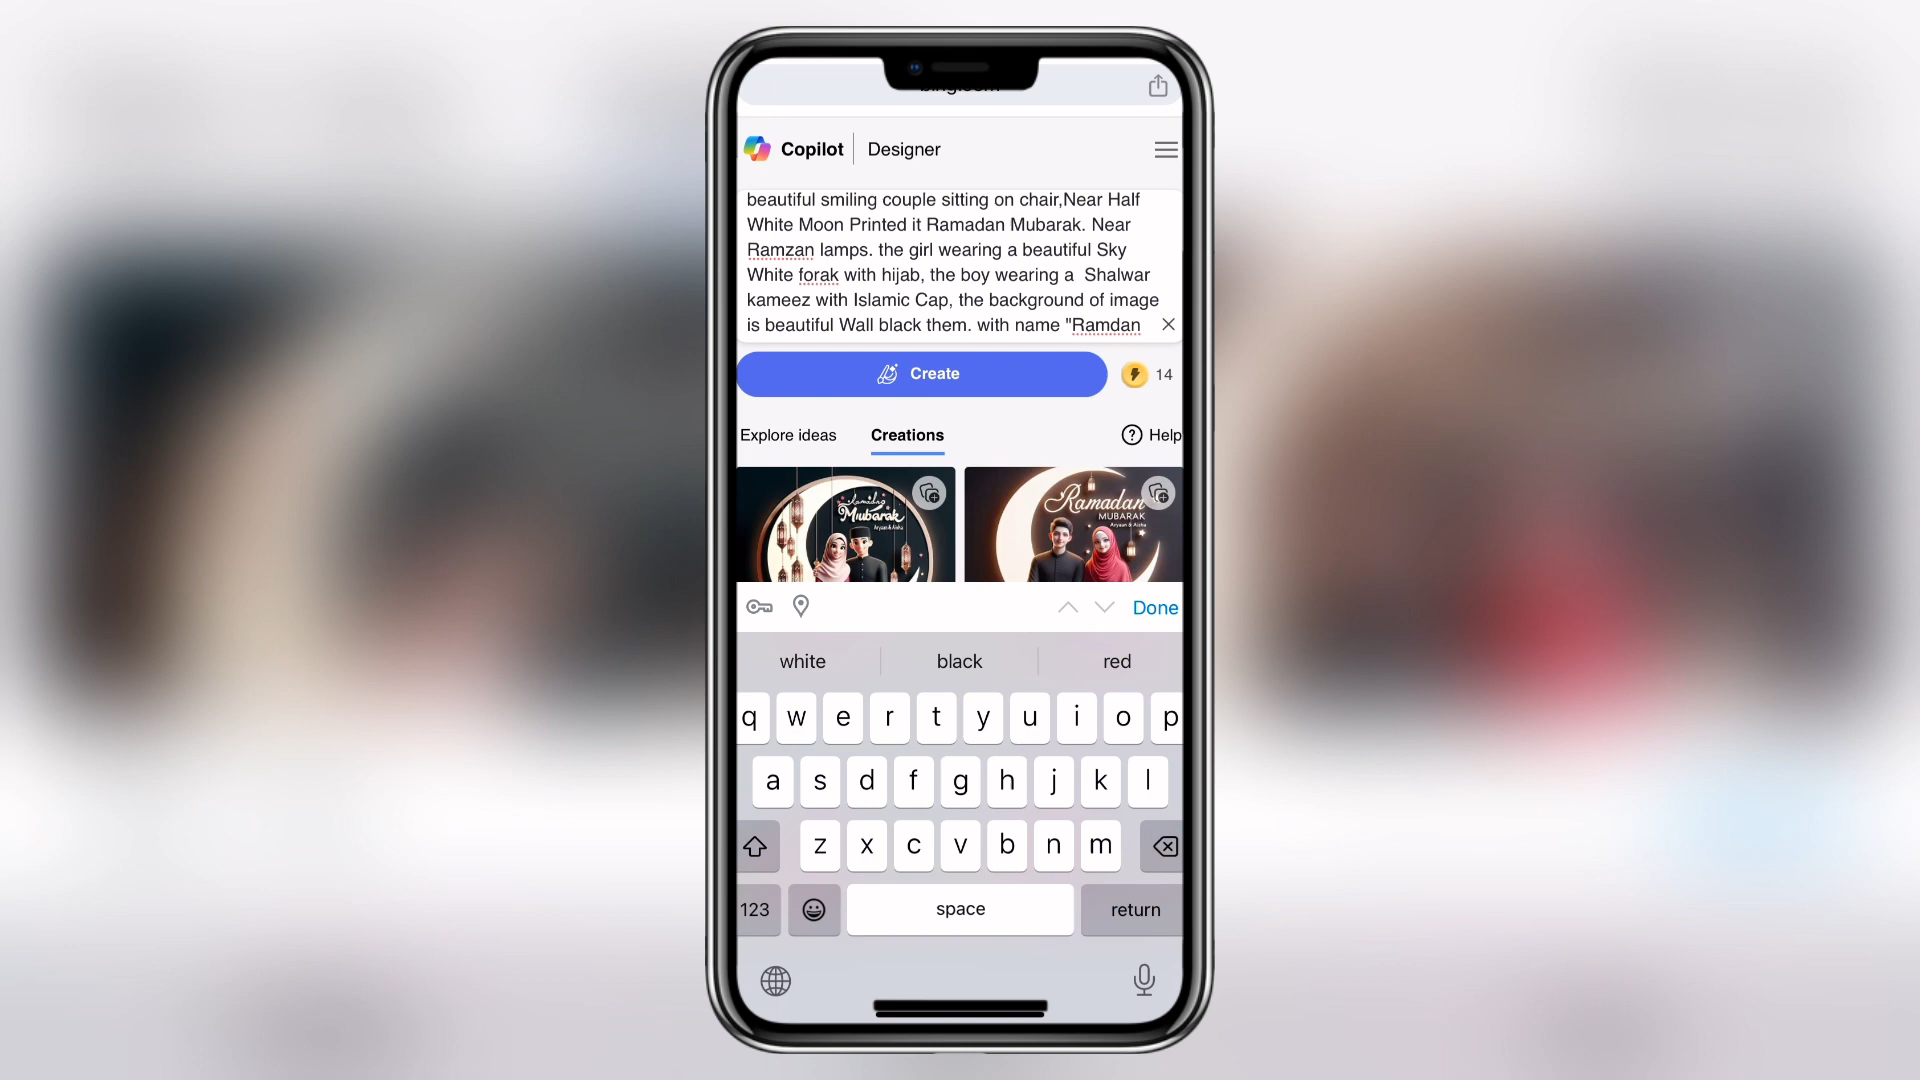 Copilot | Designer
beautiful smiling couple sitting on chair,Near Half
White Moon Printed it Ramadan Mubarak. Near
Ramzan lamps. the girl wearing a beautiful Sky
White forak with hijab, the boy wearing a  Shalwar
kameez with Islamic Cap, the background of image
is beautiful Wall black them. with name "Ramdan
Create
14
Explore ideas
Creations
Help
Ramadan
MUBARAK
Aryaan & Aisha
Done
white
black
red
q w e r t y u i o p
a s d f g h j k l
z x c v b n m
123
space
return